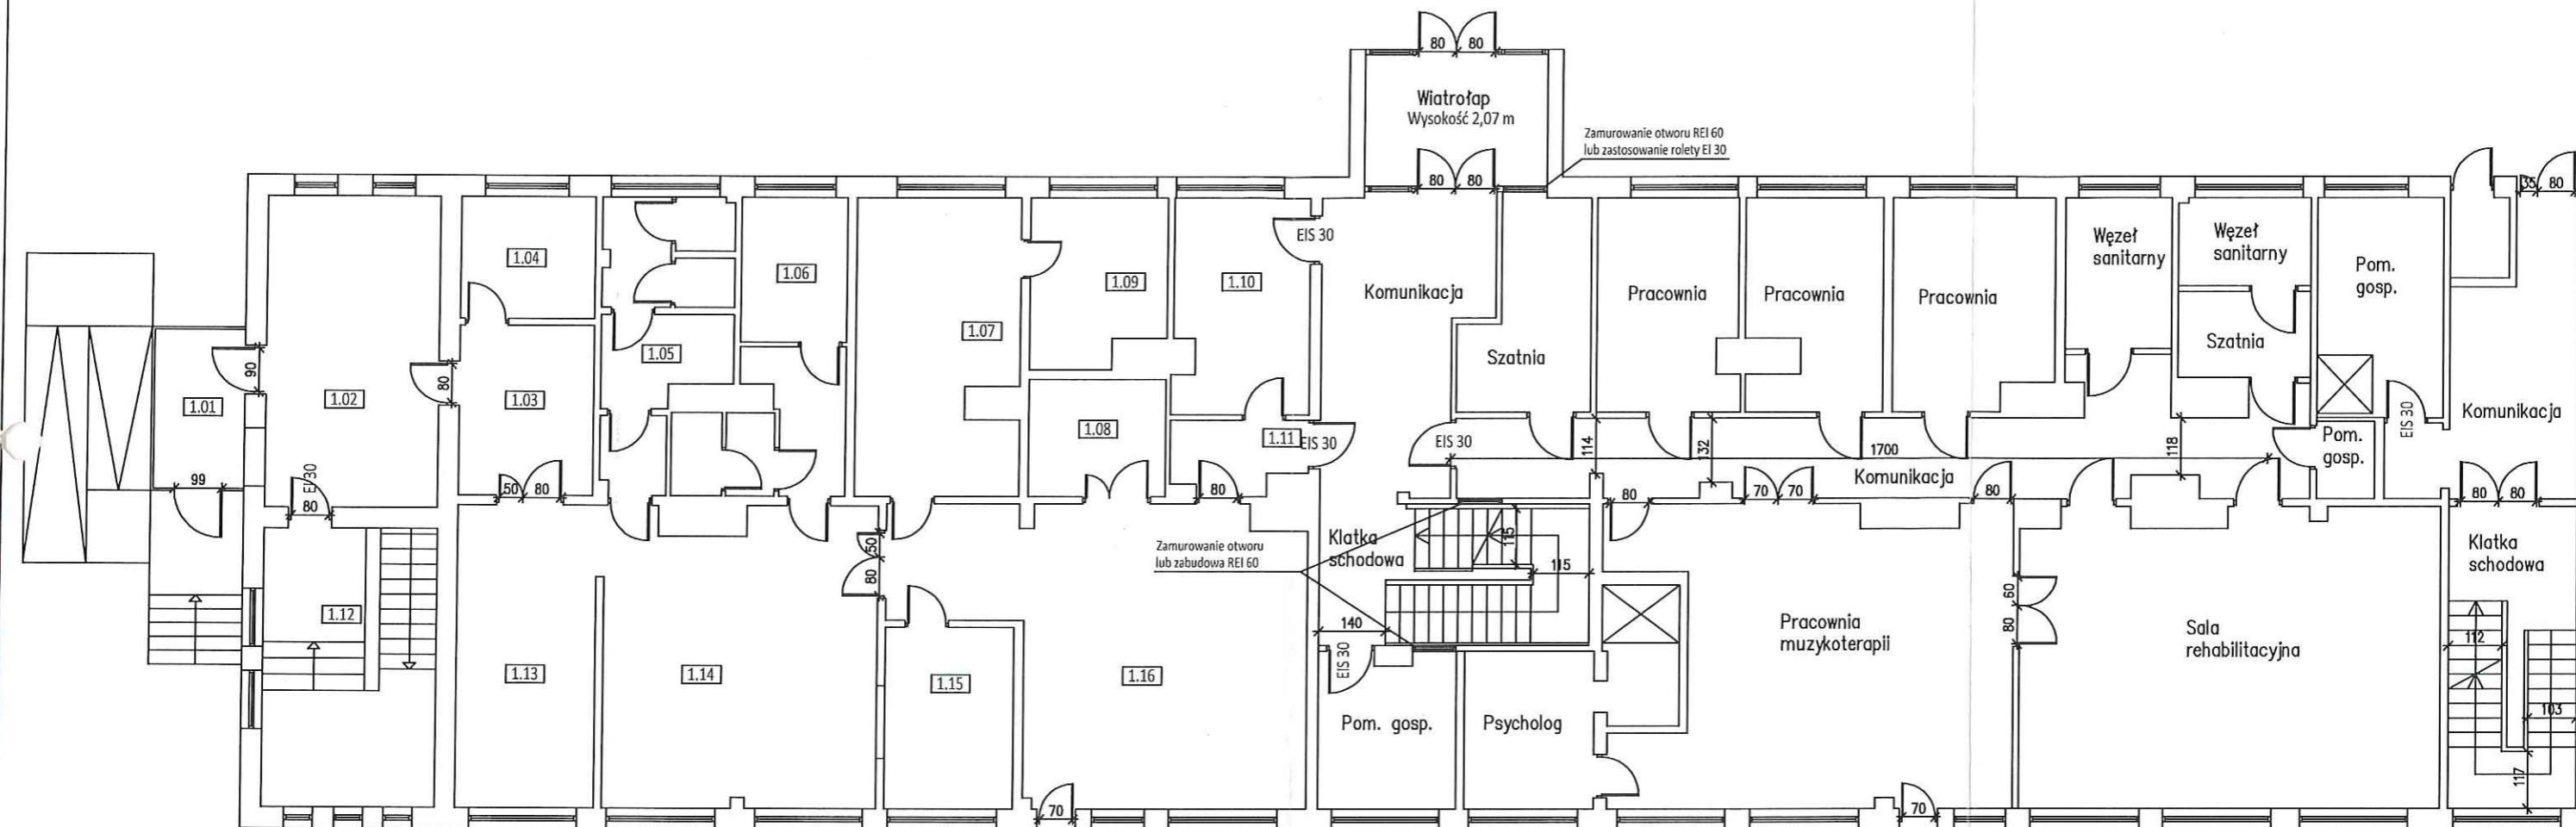 80 80
Wiatrołap
Wysokość 2,07 m
Zamurowanie otworu REI 60
lub zastosowanie rolety EI 30
80 80
35 80
1.04
1.06
EIS 30
1.09
1.10
Komunikacja
Pracownia
Pracownia
Pracownia
Węzeł
sanitarny
Węzeł
sanitarny
Pom.
gosp.
1.07
1.05
Szatnia
Szatnia
90
80
1.01
1.02
1.03
1.08
1.11
EIS 30
EIS 30
114
132
1700
118
Pom.
gosp.
EIS 30
Komunikacja
Komunikacja
99
EI 30
80
50 80
80
80
70 70
80
80 80
50
80
Zamurowanie otworu
lub zabudowa REI 60
Klatka
schodowa
115
115
Klatka
schodowa
1.12
140
60
80
Pracownia
muzykoterapii
Sala
rehabilitacyjna
112
1.13
1.14
1.15
1.16
EIS 30
Pom. gosp.
Psycholog
103
117
70
70